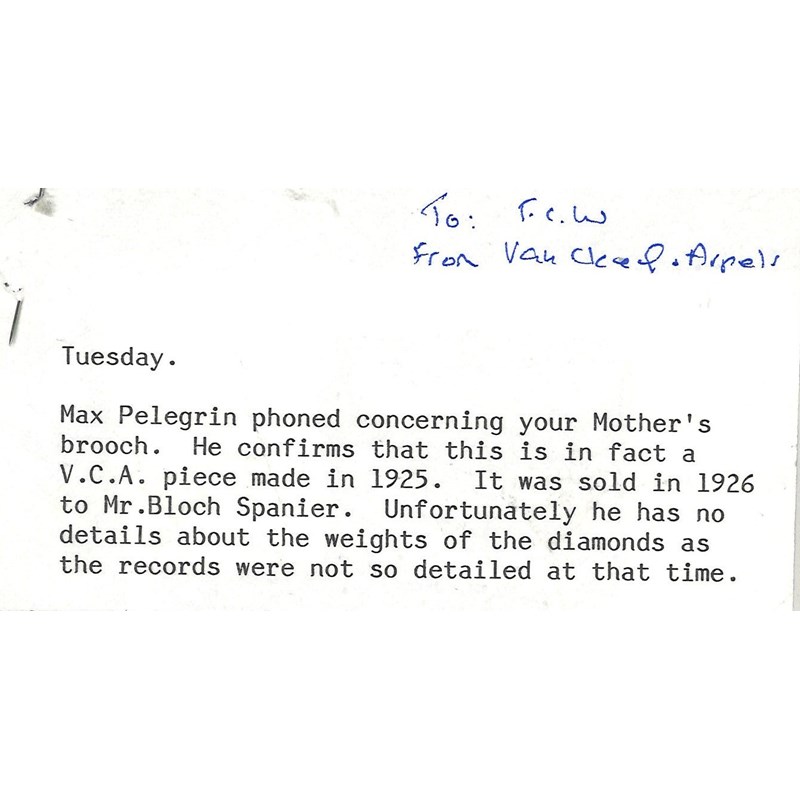 To: T.C.W
From Van Cleef. Arpels
Tuesday.
Max Pelegrin phoned concerning your Mother's
brooch.  He confirms that this is in fact a
V.C.A. piece made in 1925.  It was sold in 1926
to Mr.Bloch Spanier.  Unfortunately he has no
details about the weights of the diamonds as
the records were not so detailed at that time.